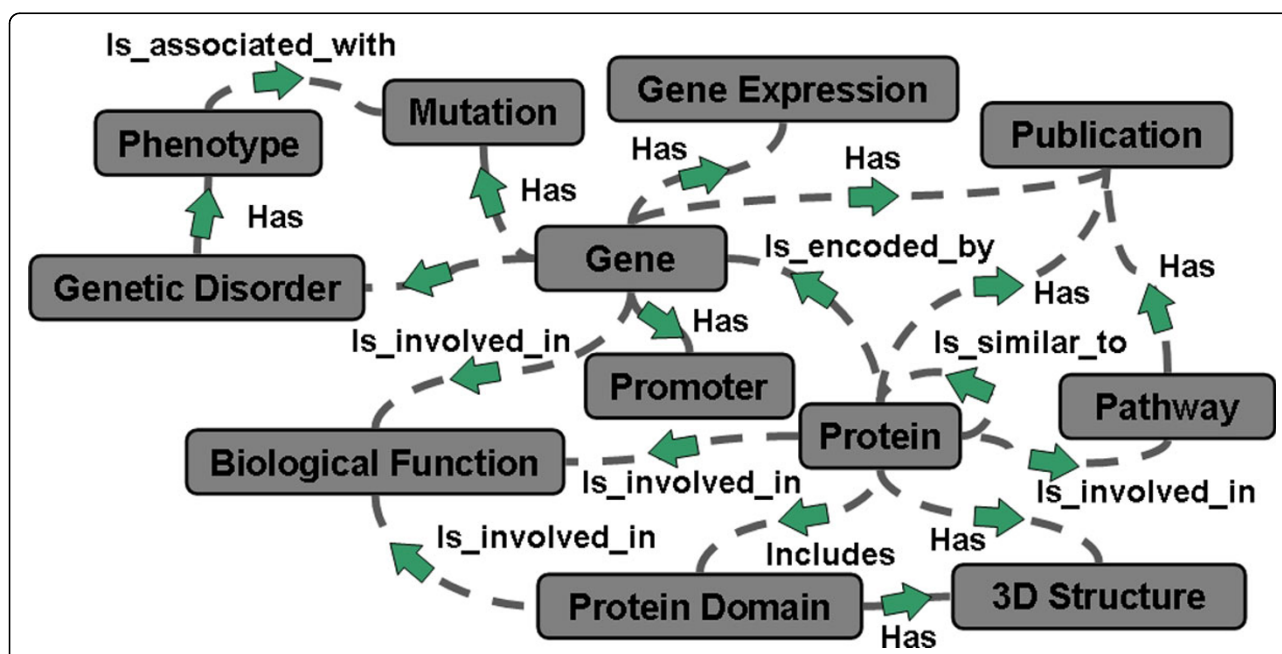 Is_associated_with
Gene Expression
Mutation
Publication
Phenotype
Has
Has
Has
Has
Is_encoded_by
Gene
Genetic Disorder
Has
Has
Has
Is_involved_in
Is_similar_to
Promoter
Pathway
Protein
Biological Function
Is_involved_in
Is_involved_in
Is_involved_in
Includes
Has
Protein Domain
3D Structure
Has